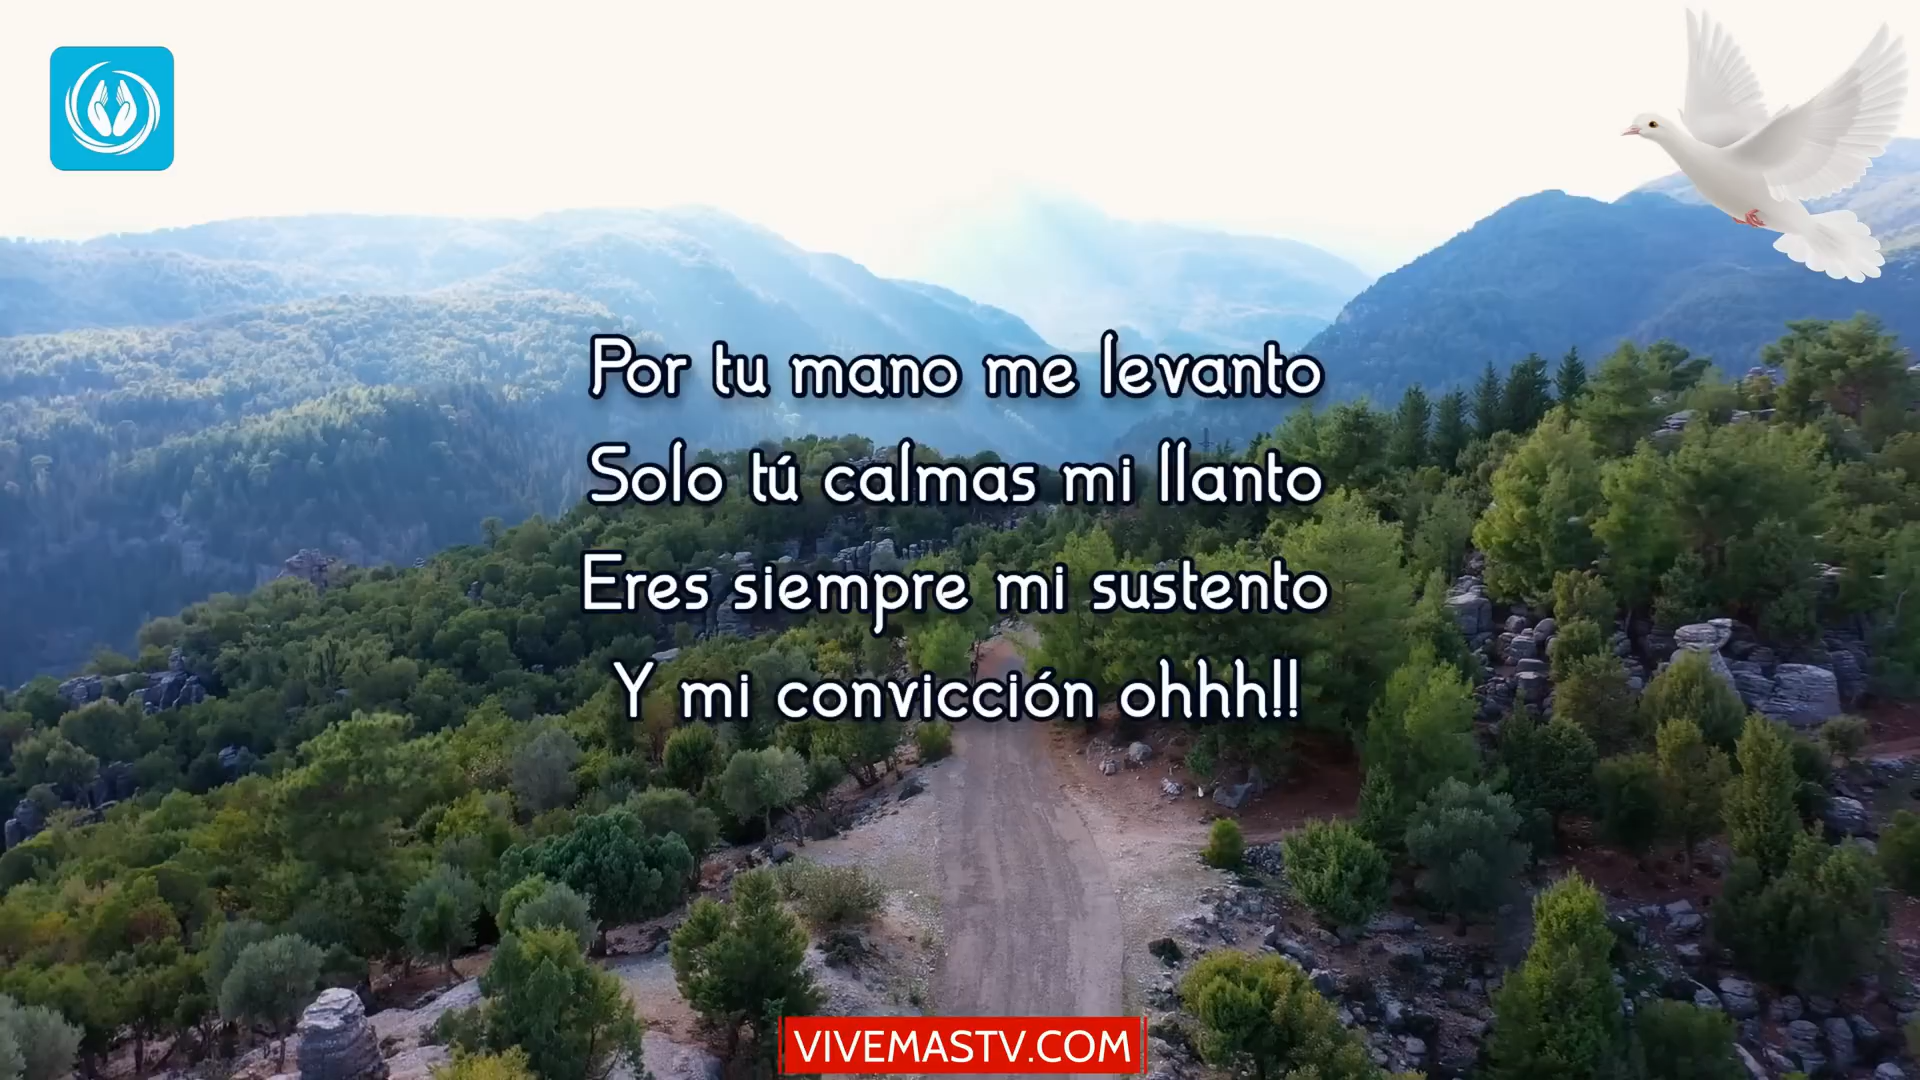 Por tu mano me levanto
Solo tú calmas mi llanto
Eres siempre mi sustento
Y mi convicción ohhh!!
VIVEMASTV.COM